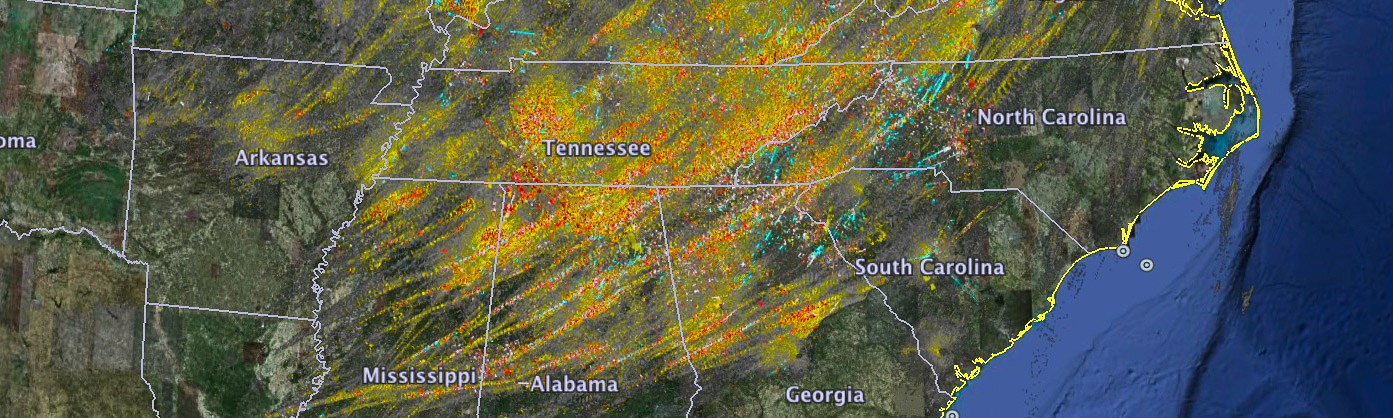 North Carolina
oma
Tennessee
Arkansas
South Carolina
Mississippi
Alabama
Georgia